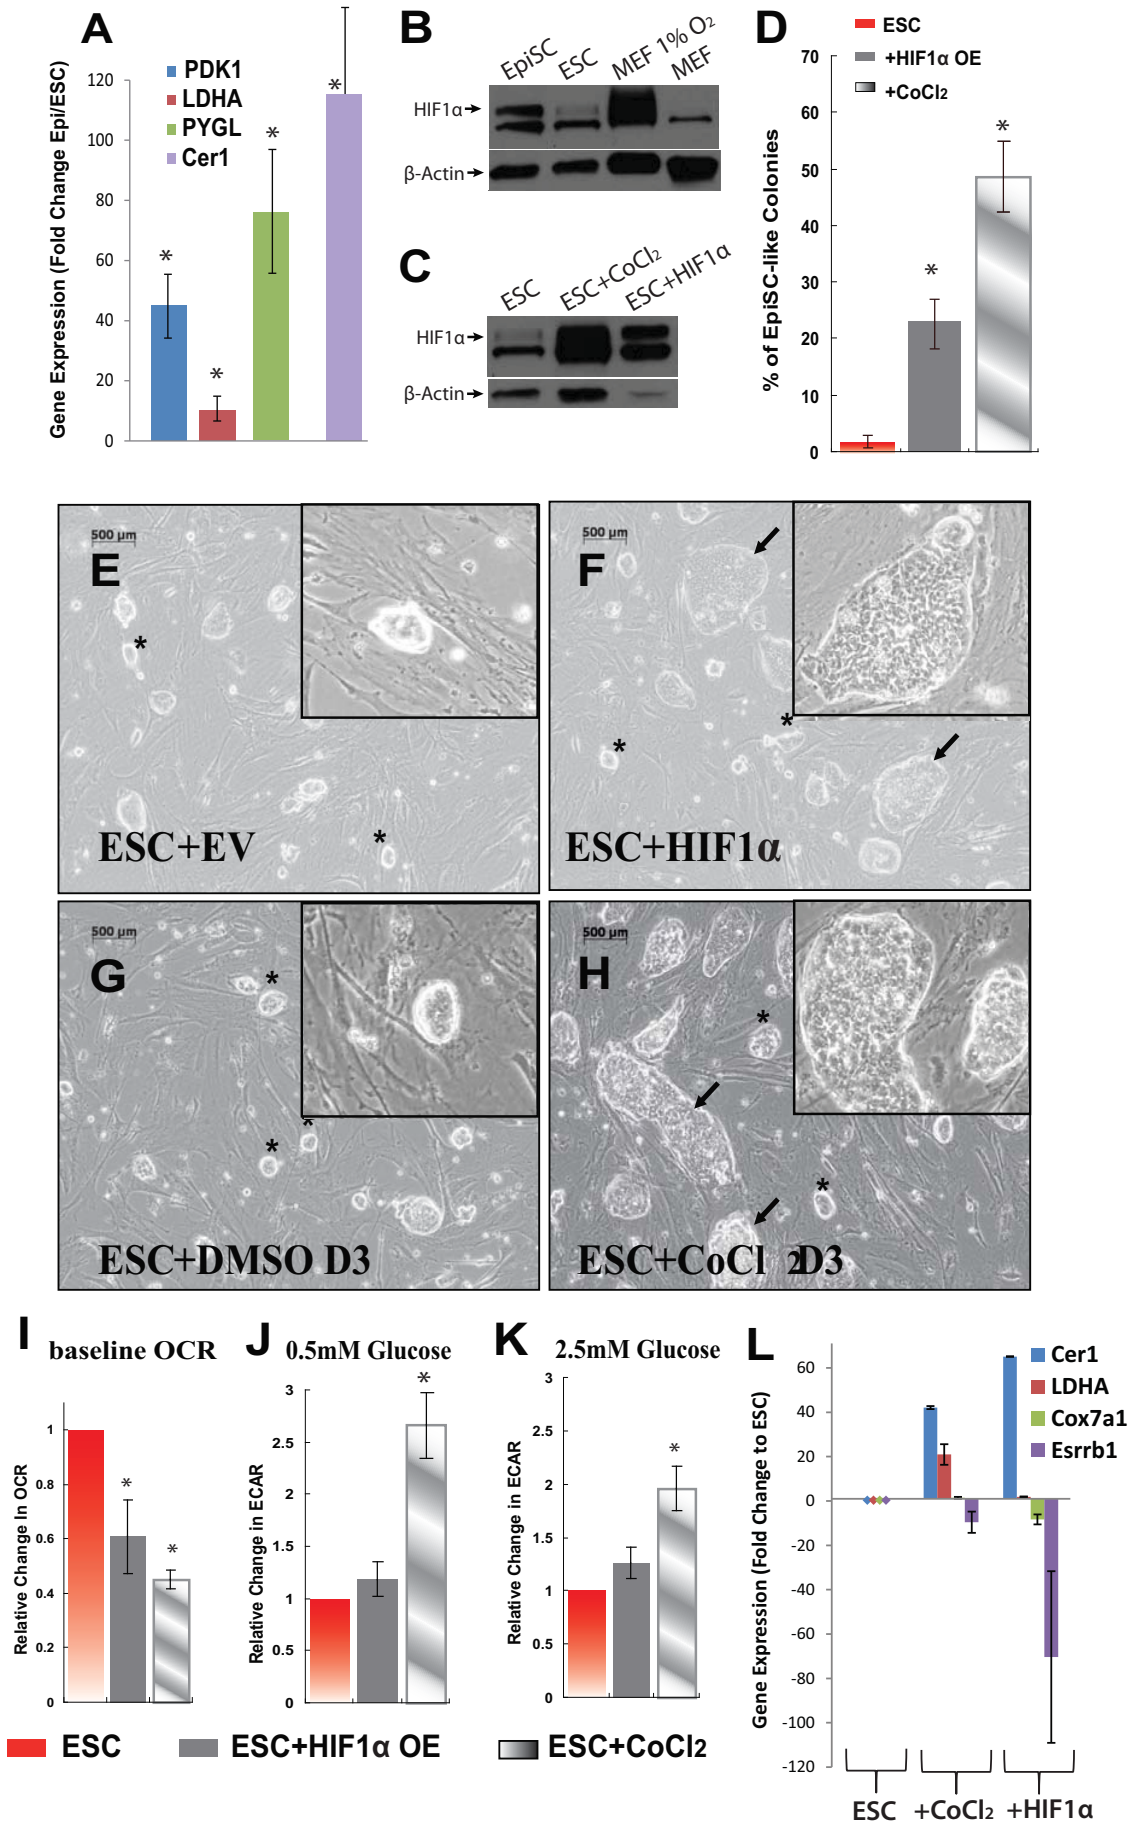 A
Gene Expression (Fold Change Epi/ESC)
PDK1
LDHA
PYGL
Cer1
120
100
80
60
40
20
0
*
*
*
*
B
EpiSC
ESC
MEF 1% O2
MEF
HIF1α
β-Actin
C
ESC
ESC+CoCl2
ESC+HIF1α
HIF1α
β-Actin
D
ESC
+HIF1α OE
+CoCl2
% of EpiSC-like Colonies
70
60
50
40
30
20
10
0
*
*
500 µm
E
*
*
ESC+EV
500 µm
F
*
*
ESC+HIF1α
500 µm
G
*
*
*
ESC+DMSO D3
500 µm
H
*
*
ESC+CoCl 2D3
I
baseline OCR
Relative Change In OCR
1
0.8
0.6
0.4
0.2
0
*
*
J
0.5mM Glucose
Relative Change in ECAR
3
2.5
2
1.5
1
0.5
0
*
K
2.5mM Glucose
Relative Change in ECAR
3
2.5
2
1.5
1
0.5
0
*
L
Gene Expression (Fold Change to ESC)
Cer1
LDHA
Cox7a1
Esrrb1
60
40
20
0
-20
-40
-60
-80
-100
-120
ESC
+CoCl2
+HIF1α
ESC
ESC+HIF1α OE
ESC+CoCl2